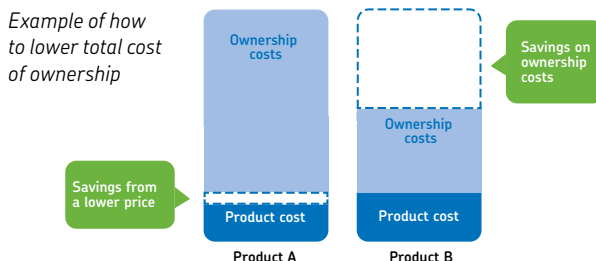 Example of how
to lower total cost
of ownership
Ownership
costs
Savings on
ownership
costs
Ownership
costs
Savings from
a lower price
Product cost
Product cost
Product A
Product B